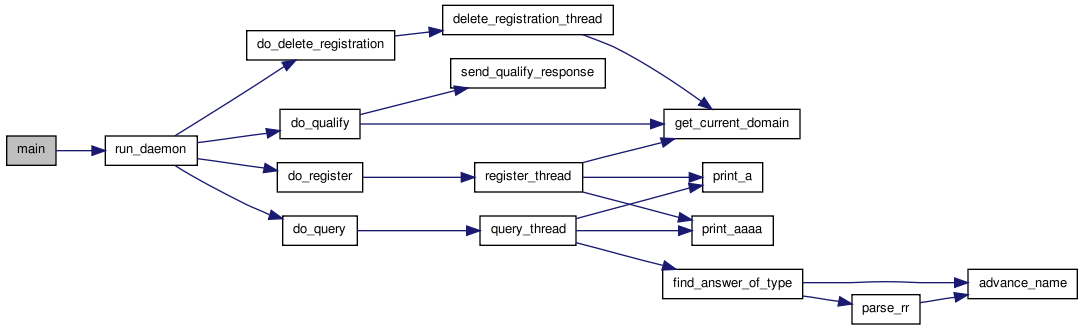 main
run_daemon
do_delete_registration
delete_registration_thread
do_qualify
send_qualify_response
get_current_domain
do_register
register_thread
print_a
do_query
query_thread
print_aaaa
find_answer_of_type
advance_name
parse_rr